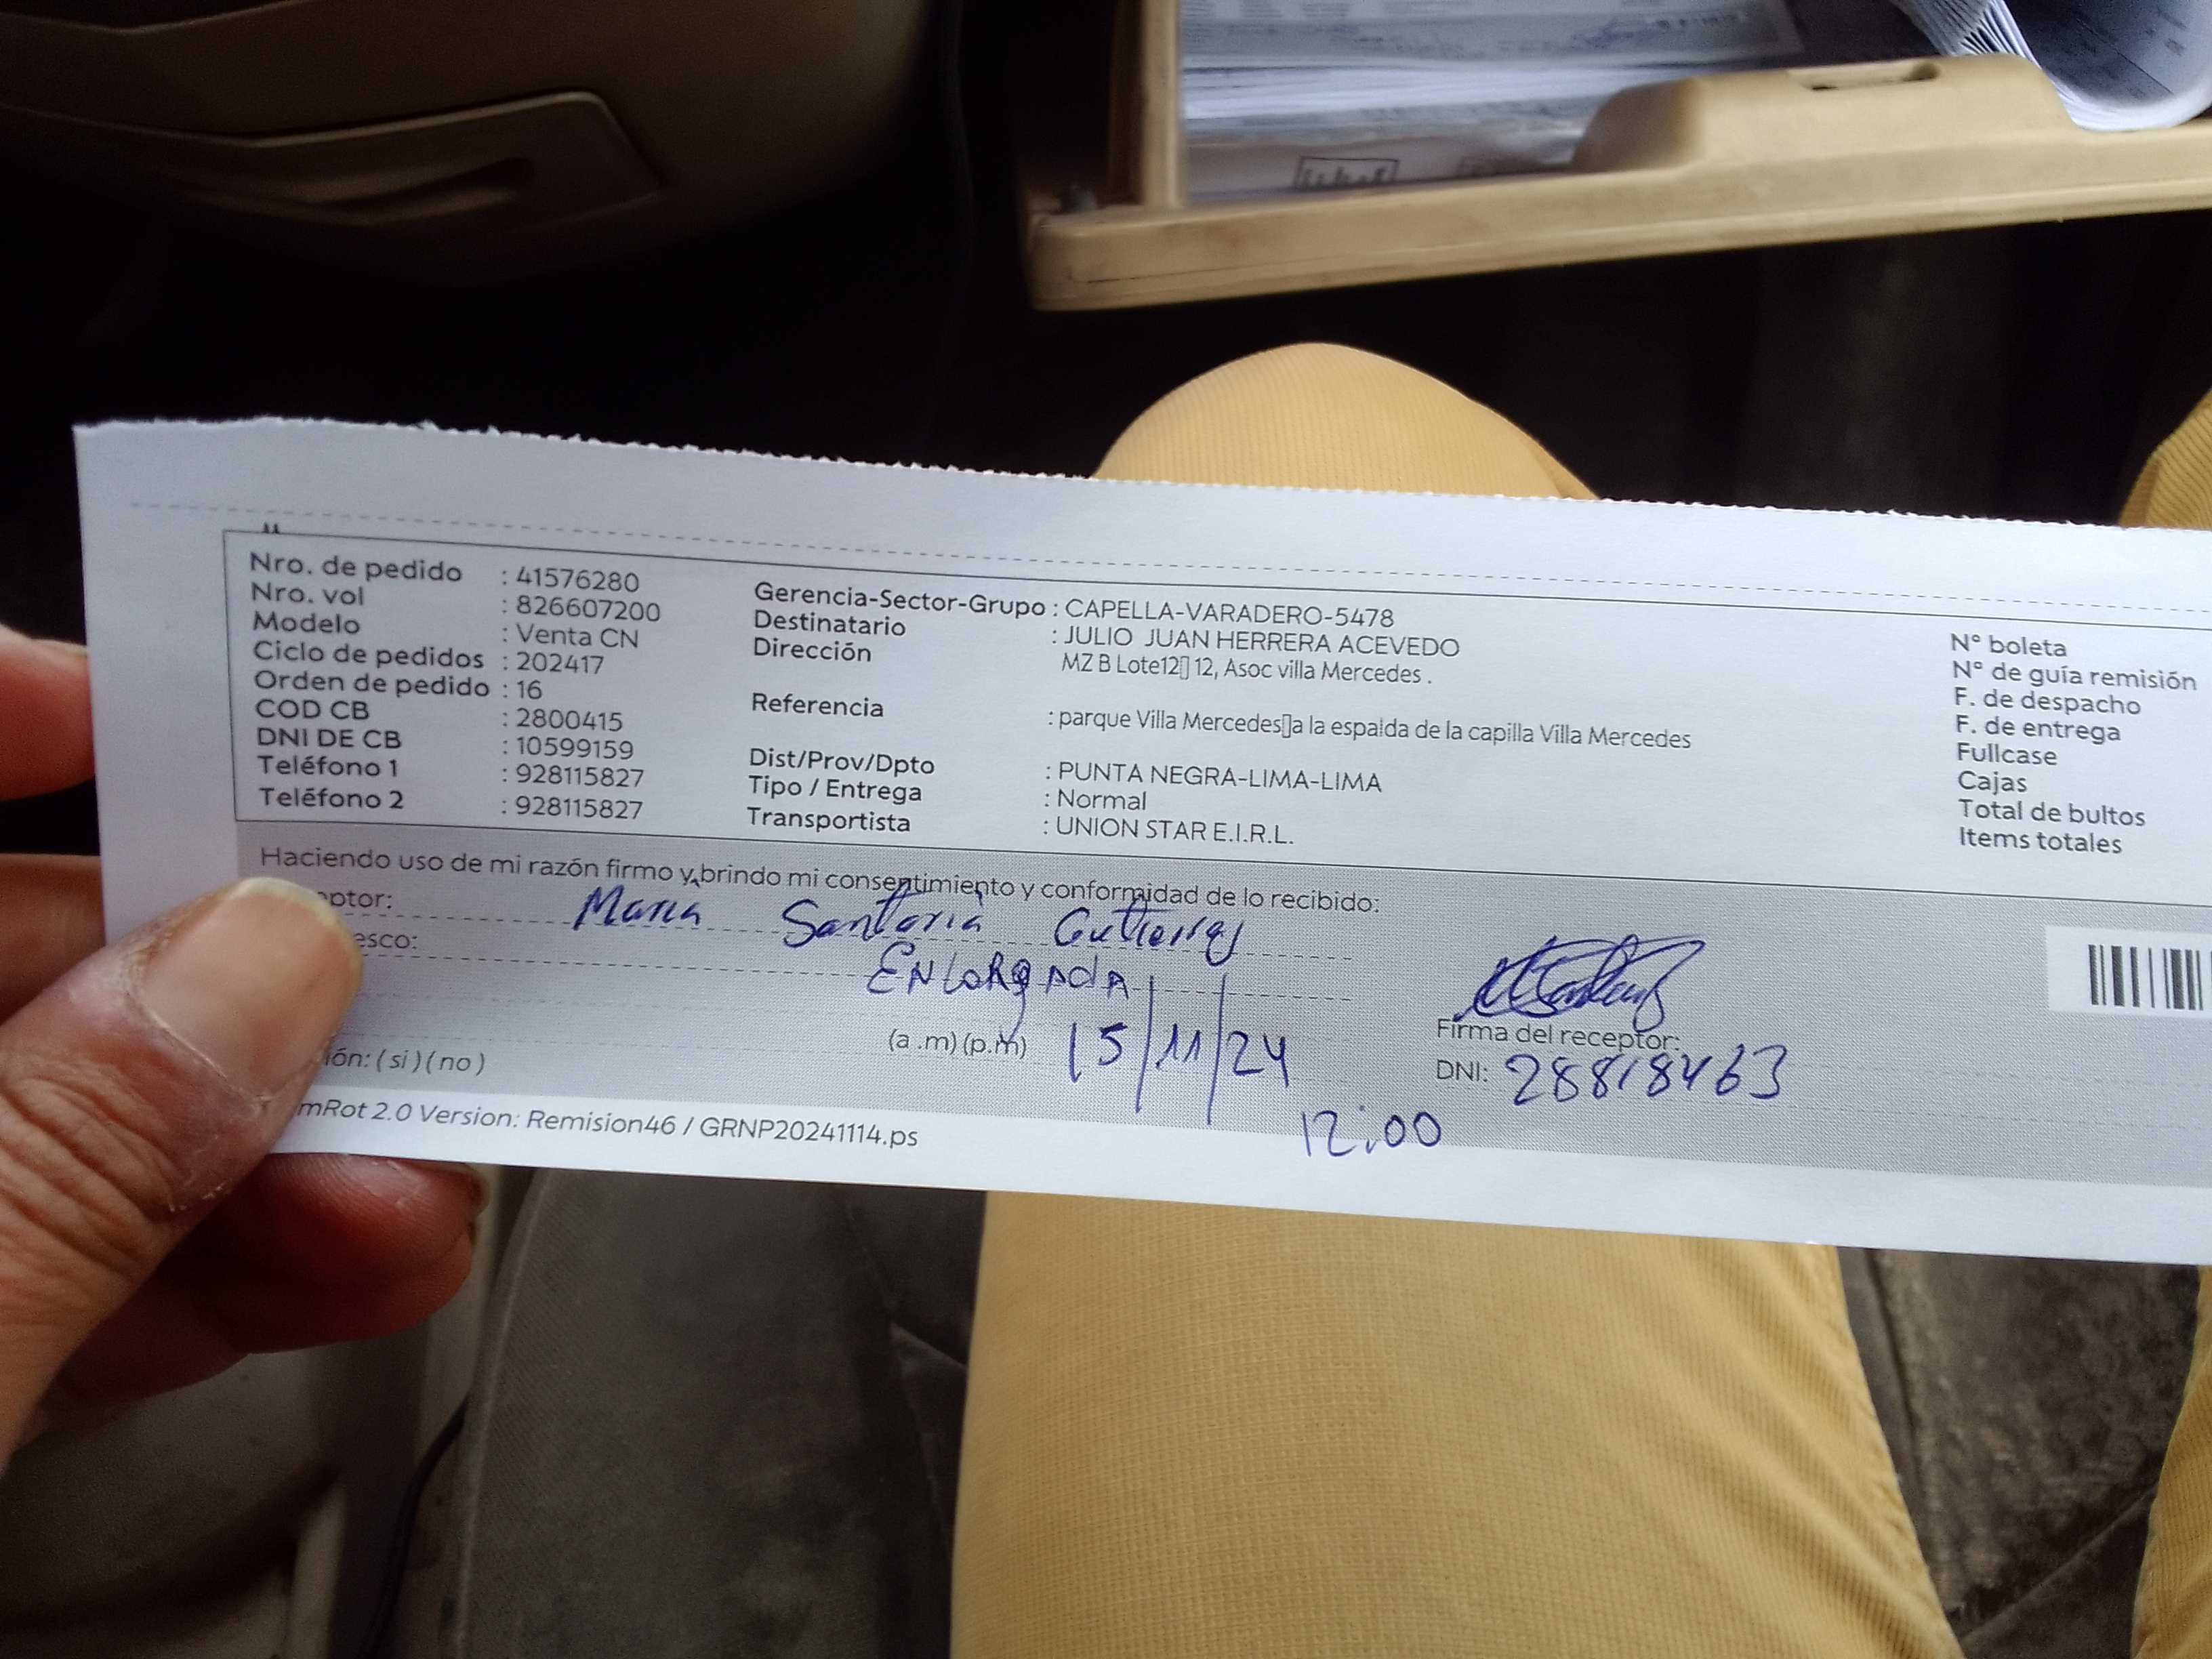 Nro. de pedido : 41576280
Nro. vol : 826607200
Modelo : Venta CN
Ciclo de pedidos : 202417
Orden de pedido : 16
COD CB : 2800415
DNI DE CB : 10599159
Teléfono 1 : 928115827
Teléfono 2 : 928115827
Gerencia-Sector-Grupo : CAPELLA-VARADERO-5478
Destinatario : JULIO JUAN HERRERA ACEVEDO
Dirección MZ B Lote12▯12, Asoc villa Mercedes .
Referencia : parque Villa Mercedes▯a la espalda de la capilla Villa Mercedes
Dist/Prov/Dpto : PUNTA NEGRA-LIMA-LIMA
Tipo / Entrega : Normal
Transportista : UNION STAR E.I.R.L.
N° boleta
N° de guía remisión
F. de despacho
F. de entrega
Fullcase
Cajas
Total de bultos
Items totales
Haciendo uso de mi razón firmo y brindo mi consentimiento y conformidad de lo recibido:
ptor: Maria Gutierrez
esco: ENCARGADA
(a .m) (p.m) 15/11/24
ión: ( si ) ( no )
Firma del receptor:
DNI: 28818463
12:00
mRot 2.0 Version: Remision46 / GRNP20241114.ps